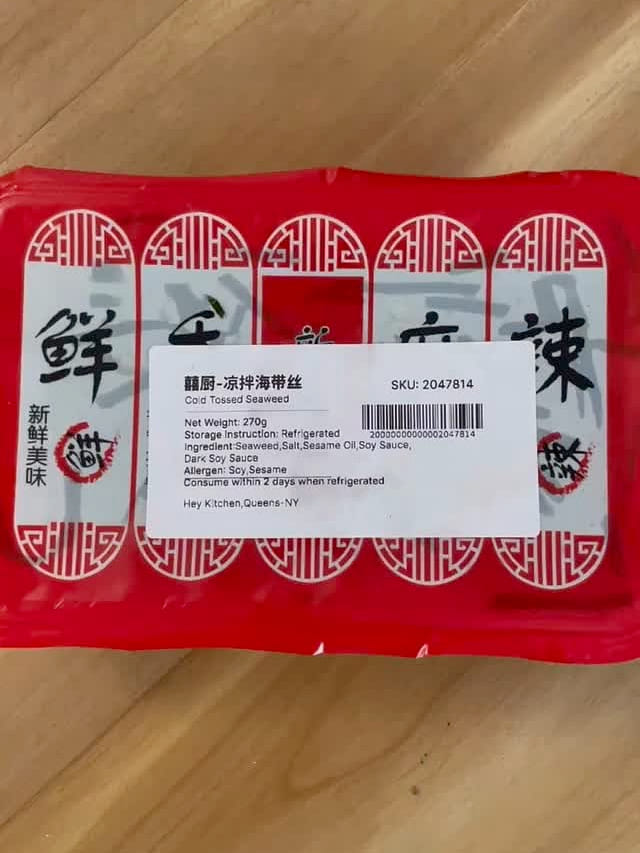 鲜
辣
新鲜美味
鲜
辣
囍厨-凉拌海带丝
Cold Tossed Seaweed
SKU: 2047814
Net Weight: 270g
Storage Instruction: Refrigerated
20000000000002047814
Ingredient:Seaweed,Salt,Sesame Oil,Soy Sauce,
Dark Soy Sauce
Allergen: Soy,Sesame
Consume within 2 days when refrigerated
Hey Kitchen,Queens-NY